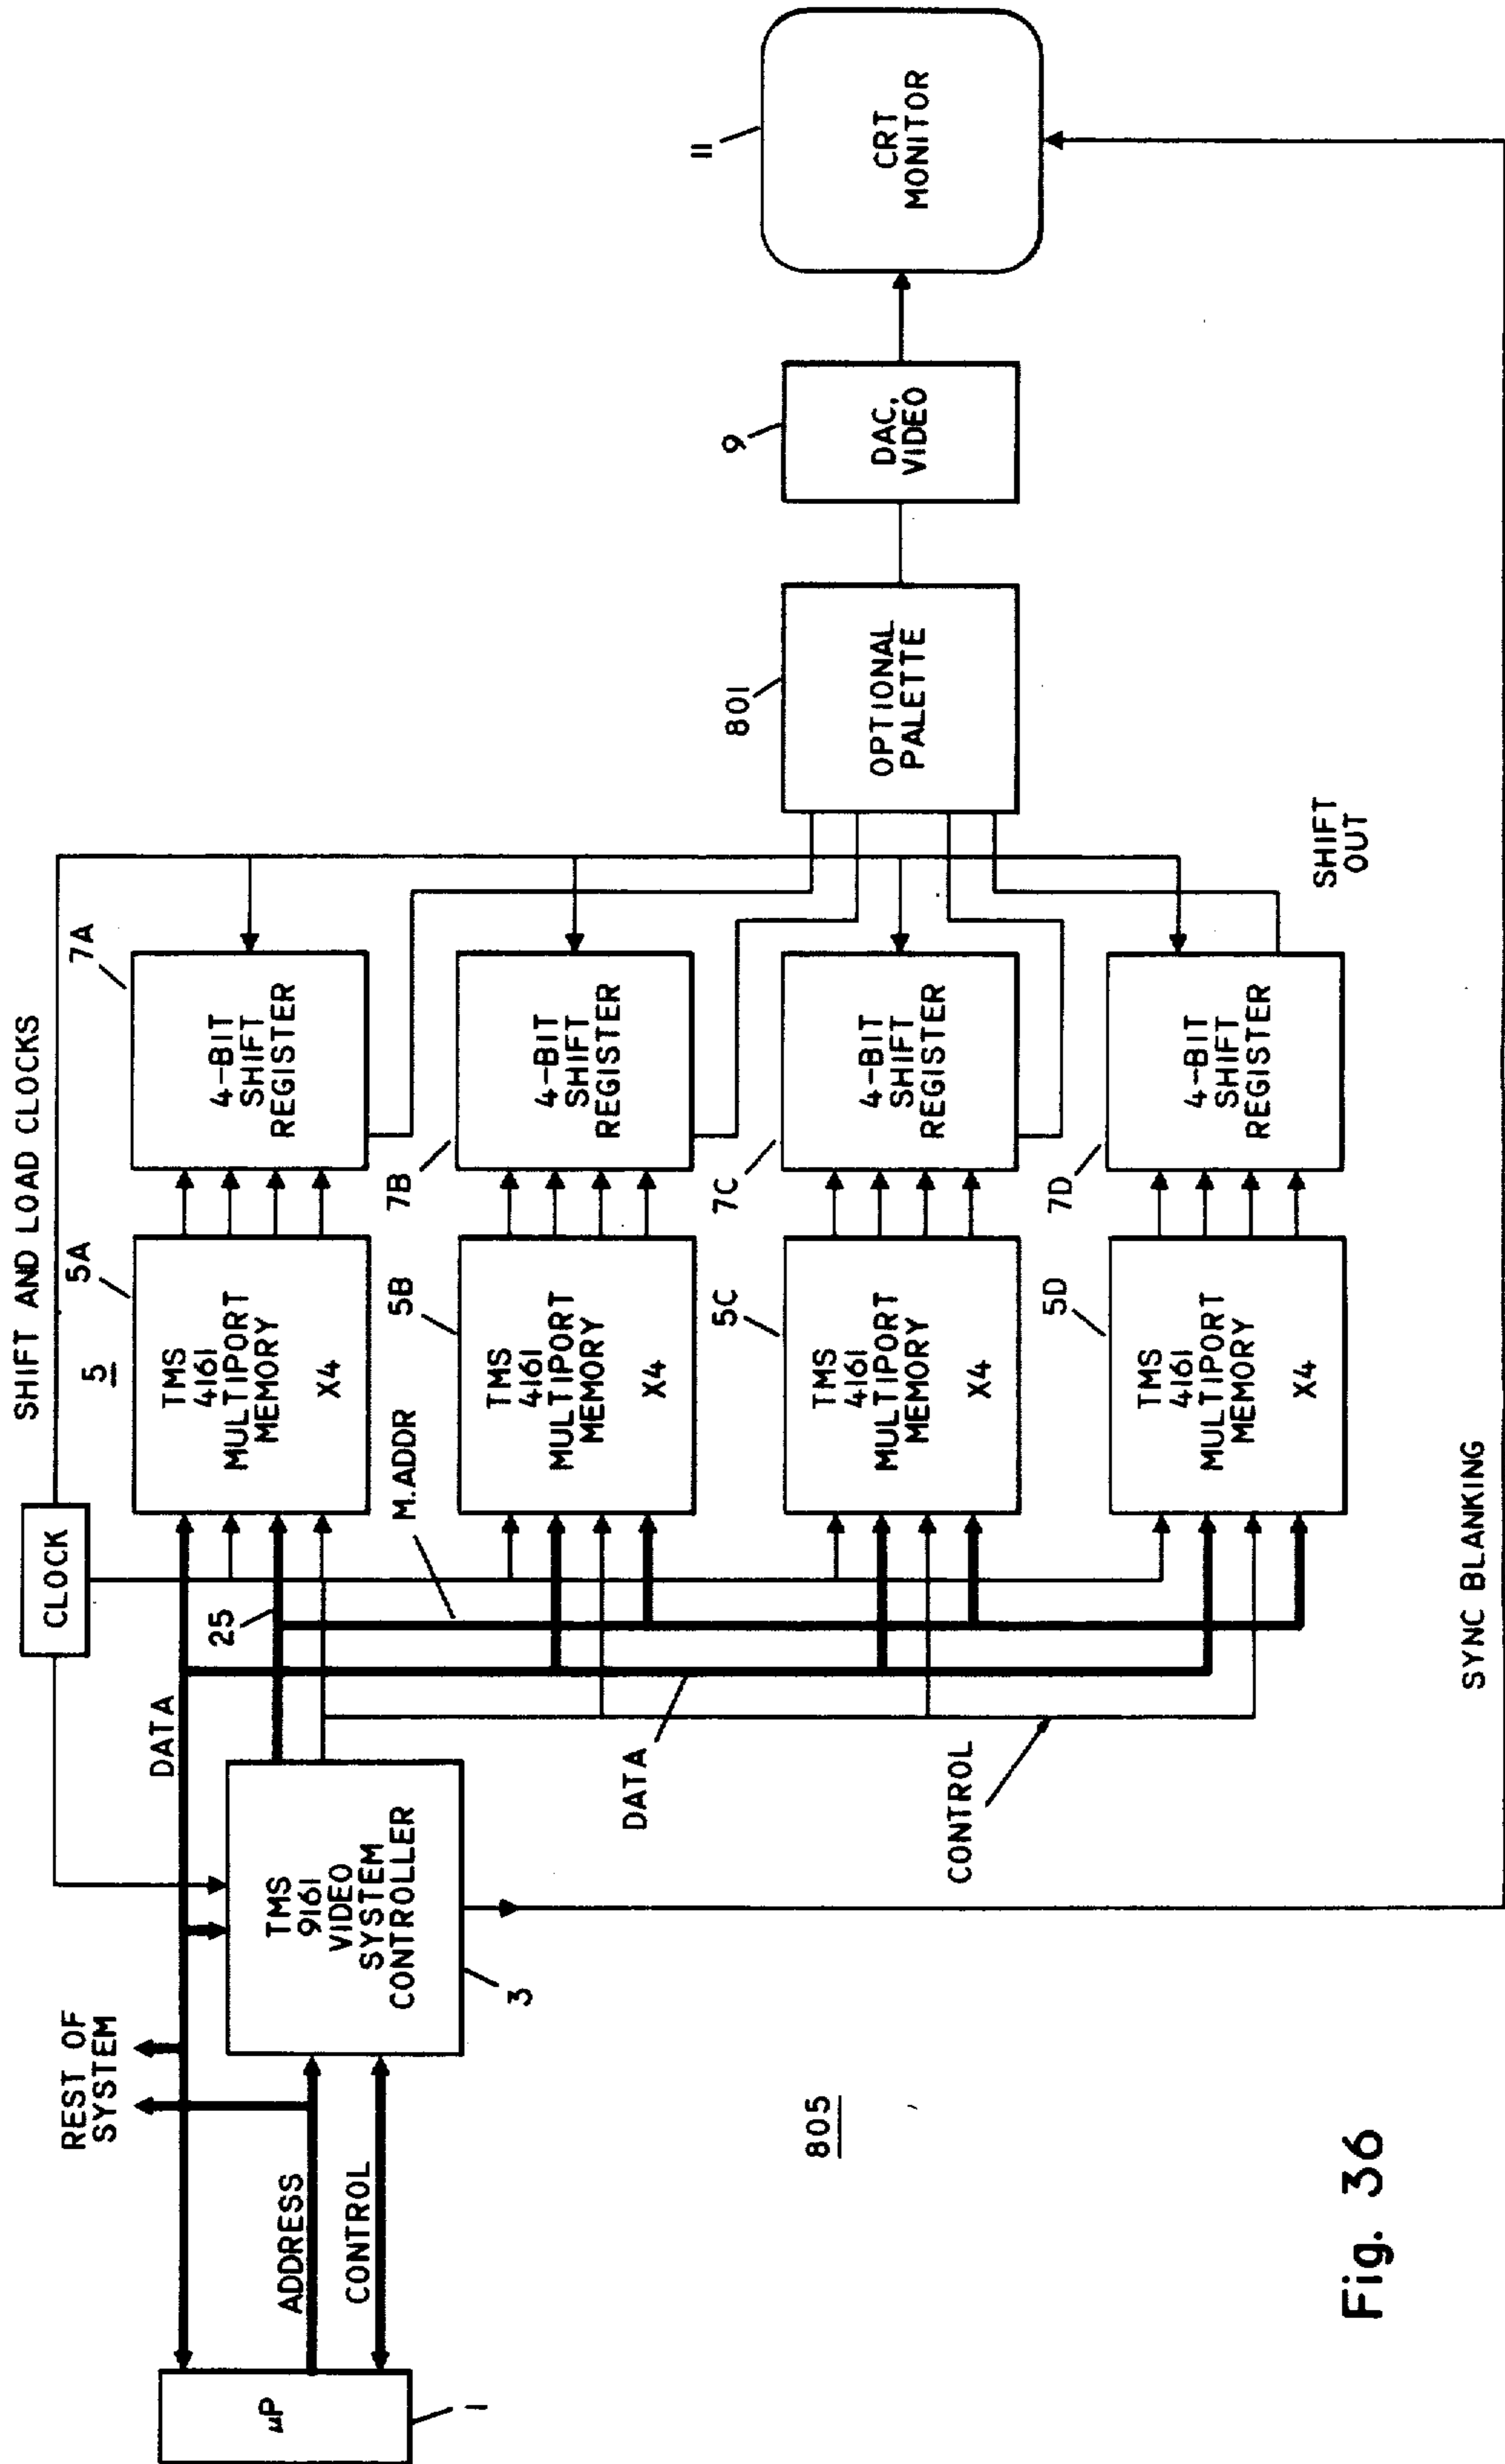 SHIFT AND LOAD CLOCKS
CLOCK
REST OF
SYSTEM
DATA
25
5
5A
7A
TMS
4161
MULTIPORT
MEMORY
X4
4-BIT
SHIFT
REGISTER
µP
1
ADDRESS
CONTROL
TMS
9161
VIDEO
SYSTEM
CONTROLLER
3
M.ADDR
5B
7B
TMS
4161
MULTIPORT
MEMORY
X4
4-BIT
SHIFT
REGISTER
DATA
5C
7C
TMS
4161
MULTIPORT
MEMORY
X4
4-BIT
SHIFT
REGISTER
801
OPTIONAL
PALETTE
9
DAC,
VIDEO
11
CRT
MONITOR
CONTROL
5D
7D
TMS
4161
MULTIPORT
MEMORY
X4
4-BIT
SHIFT
REGISTER
SHIFT
OUT
805
SYNC BLANKING
Fig. 36